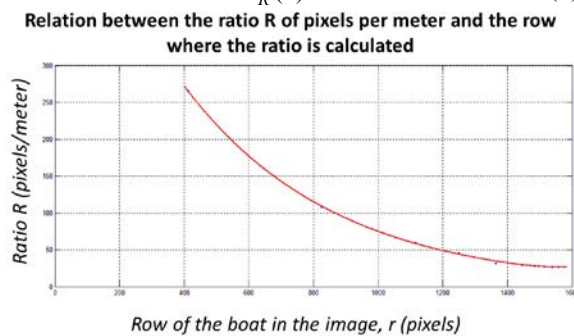 R
Relation between the ratio R of pixels per meter and the row
where the ratio is calculated
300
250
200
150
100
50
0
0 200 400 600 800 1000 1200 1400 1600
Ratio R (pixels/meter)
Row of the boat in the image, r (pixels)